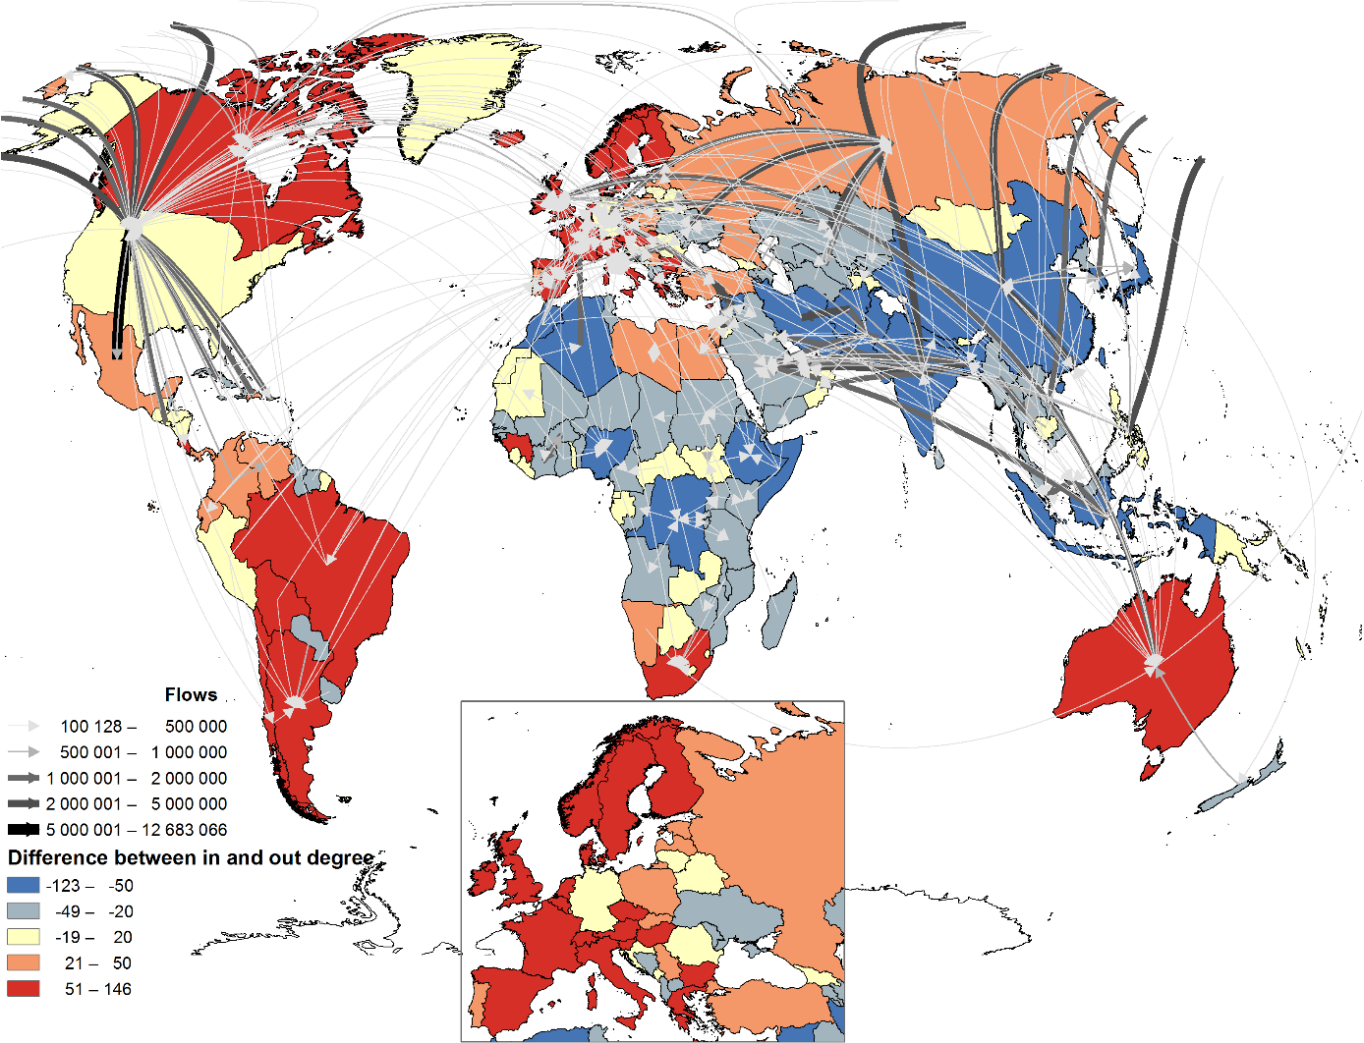 Flows
100 128 – 500 000
500 001 – 1 000 000
1 000 001 – 2 000 000
2 000 001 – 5 000 000
5 000 001 – 12 683 066
Difference between in and out degree
-123 – -50
-49 – -20
-19 – 20
21 – 50
51 – 146